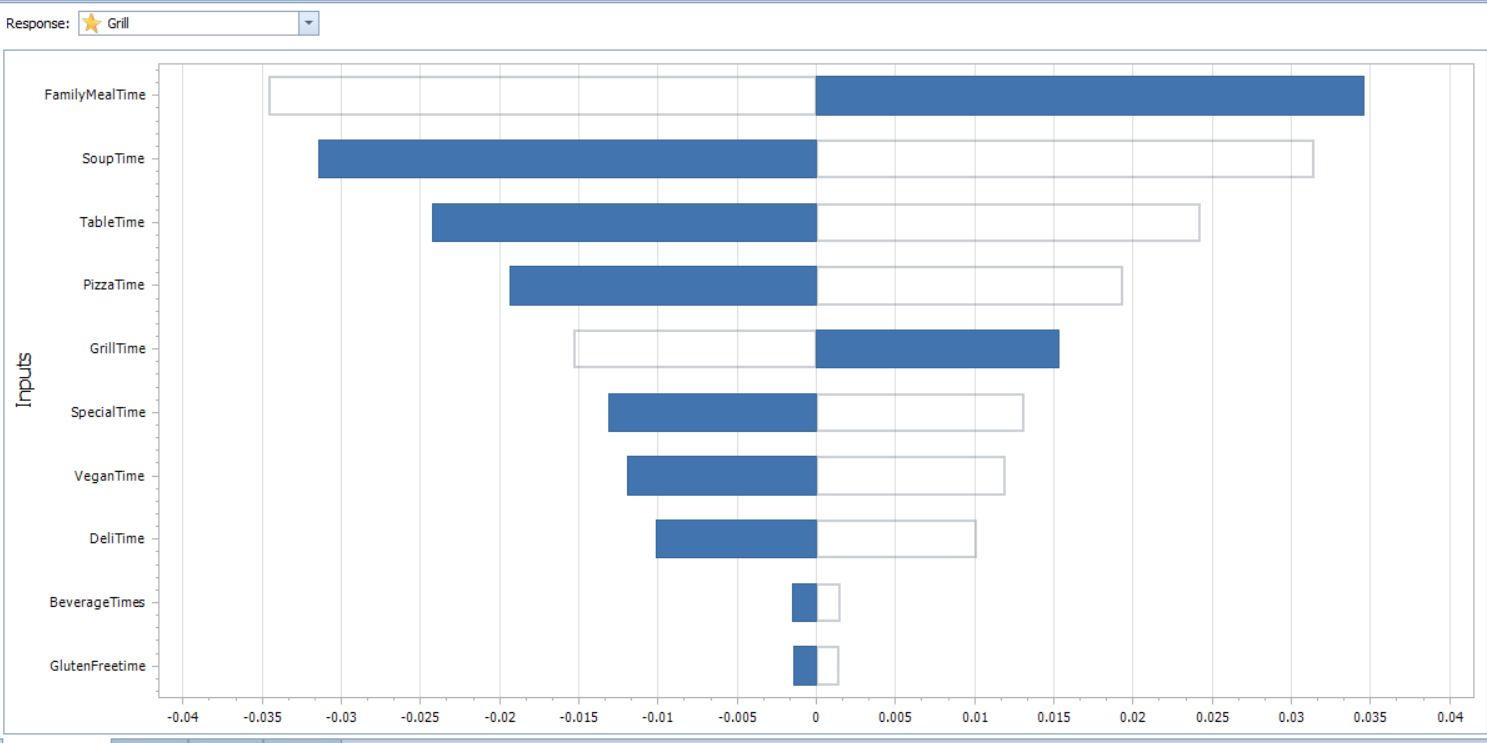 Response: Grill
FamilyMealTime
SoupTime
TableTime
PizzaTime
GrillTime
SpecialTime
VeganTime
DeliTime
BeverageTimes
GlutenFreetime
Inputs
-0.04 -0.035 -0.03 -0.025 -0.02 -0.015 -0.01 -0.005 0 0.005 0.01 0.015 0.02 0.025 0.03 0.035 0.04